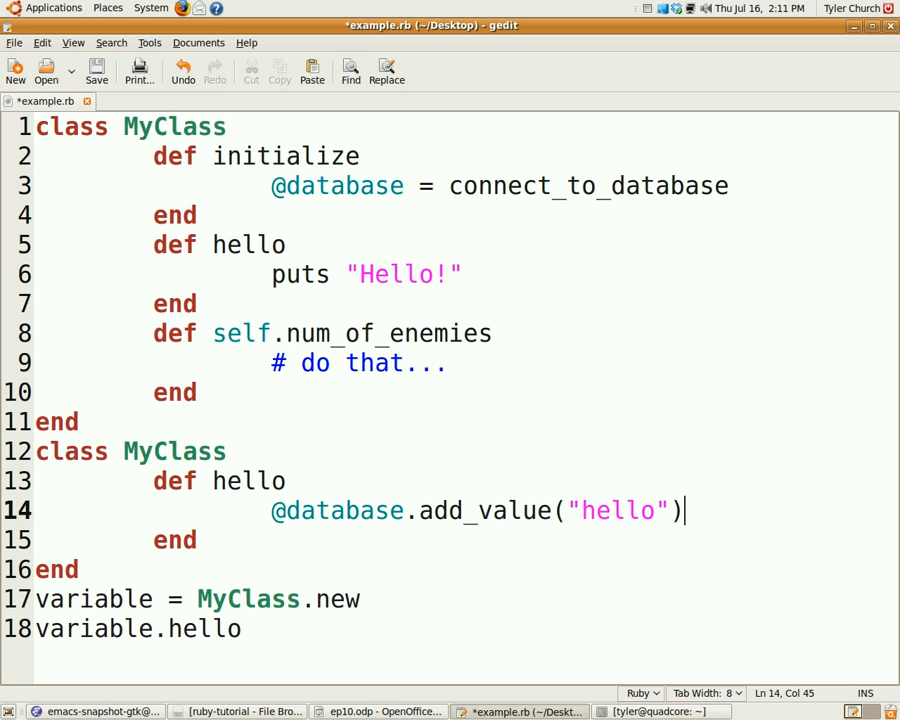 Applications Places System Thu Jul 16, 2:11 PM Tyler Church
*example.rb (~/Desktop) - gedit
File Edit View Search Tools Documents Help
New Open Save Print... Undo Redo Cut Copy Paste Find Replace
*example.rb
1 class MyClass
2 def initialize
3 @database = connect_to_database
4 end
5 def hello
6 puts "Hello!"
7 end
8 def self.num_of_enemies
9 # do that...
10 end
11 end
12 class MyClass
13 def hello
14 @database.add_value("hello")
15 end
16 end
17 variable = MyClass.new
18 variable.hello
Ruby Tab Width: 8 Ln 14, Col 45 INS
emacs-snapshot-gtk@... [ruby-tutorial - File Bro... ep10.odp - OpenOffice... *example.rb (~/Deskt... [tyler@quadcore: ~]